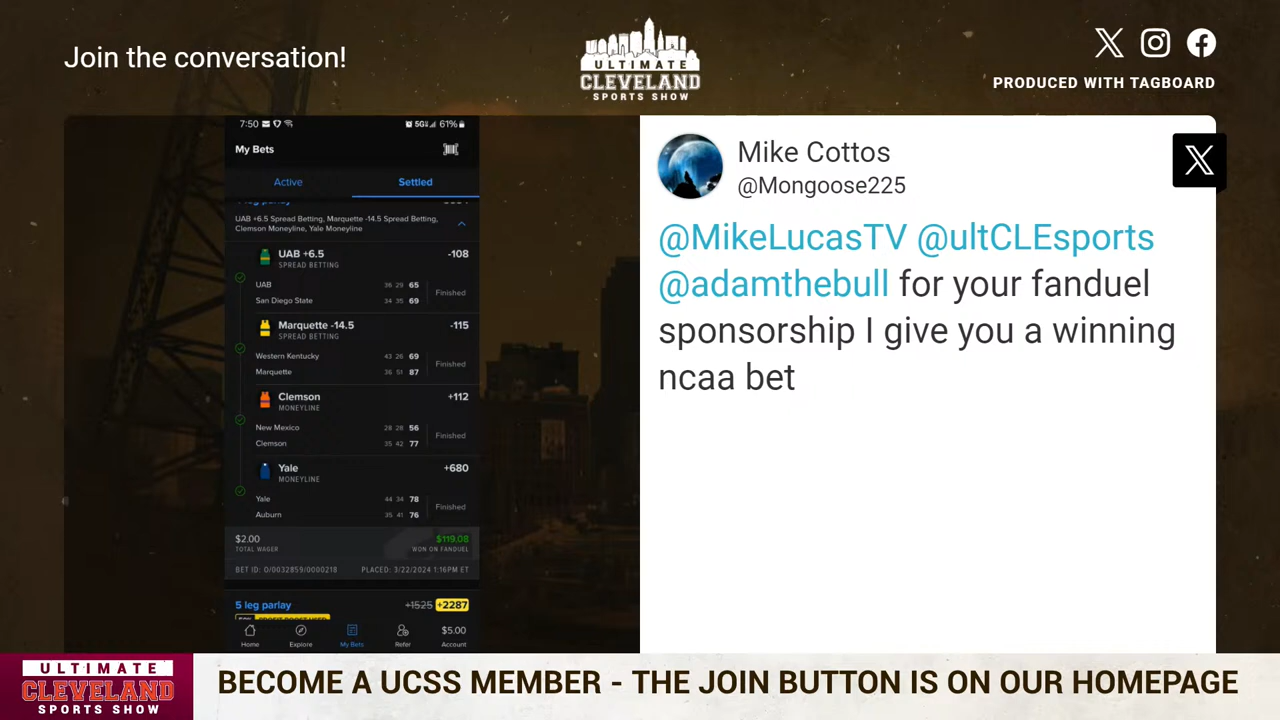 Join the conversation!
ULTIMATE
CLEVELAND
SPORTS SHOW
PRODUCED WITH TAGBOARD
7:50
5G
61%
My Bets
Active
Settled
UAB +6.5 Spread Betting, Marquette -14.5 Spread Betting,
Clemson Moneyline, Yale Moneyline
UAB +6.5 -108
SPREAD BETTING
UAB 36 29 65
Finished
San Diego State 34 35 69
Marquette -14.5 -115
SPREAD BETTING
Western Kentucky 43 26 69
Finished
Marquette 36 51 87
Clemson +112
MONEYLINE
New Mexico 28 28 56
Finished
Clemson 35 42 77
Yale +680
MONEYLINE
Yale 44 34 78
Finished
Auburn 35 41 76
$2.00 $119.08
TOTAL WAGER WON ON FANDUEL
BET ID: O/0032859/0000218 PLACED: 3/22/2024 1:16PM ET
5 leg parlay +1525 +2287
Home Explore My Bets Refer $5.00 Account
Mike Cottos
@Mongoose225
@MikeLucasTV @ultCLEsports
@adamthebull for your fanduel
sponsorship I give you a winning
ncaa bet
ULTIMATE
CLEVELAND
SPORTS SHOW
BECOME A UCSS MEMBER - THE JOIN BUTTON IS ON OUR HOMEPAGE